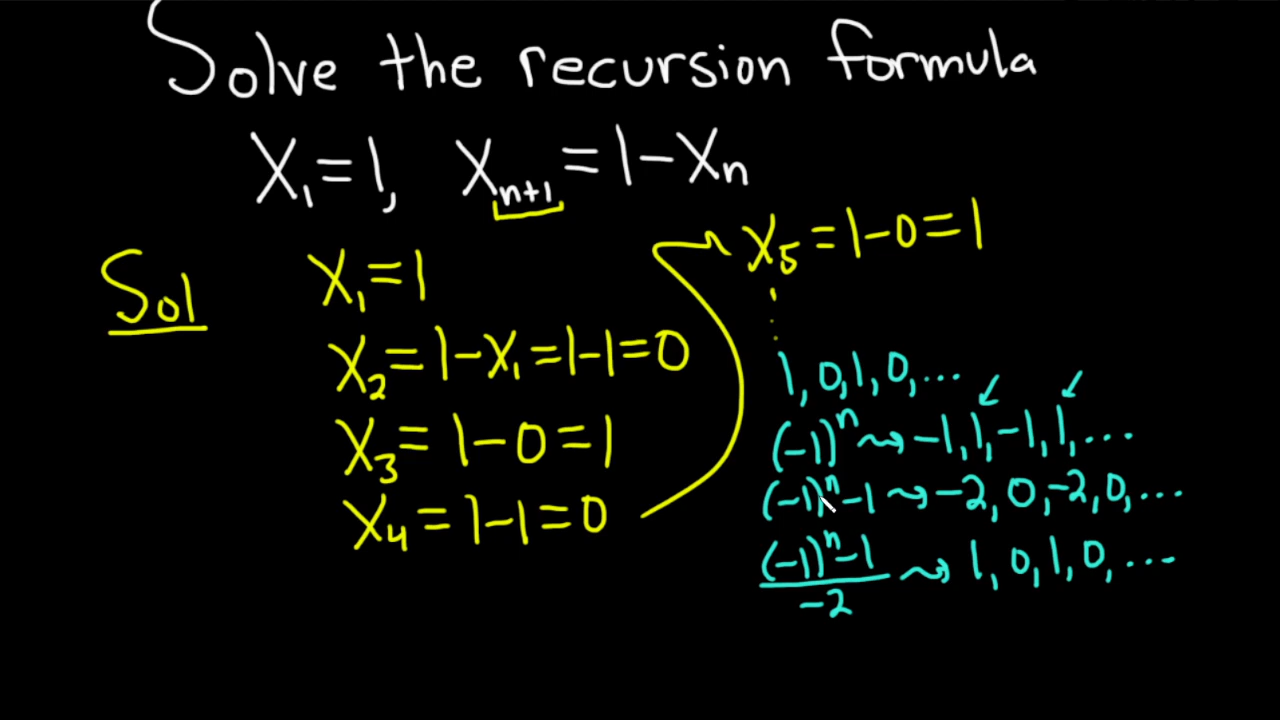 Solve the recursion formula
X₁=1, Xₙ₊₁=1-Xₙ
Sol
X₁=1
X₂=1-X₁=1-1=0
X₃=1-0=1
X₄=1-1=0
X₅=1-0=1
⋮
1,0,1,0,...
(-1)ⁿ ⇝ -1,1,-1,1,...
(-1)ⁿ-1 ⇝ -2,0,-2,0,...
(-1)ⁿ-1 ⇝ 1,0,1,0,...
-2